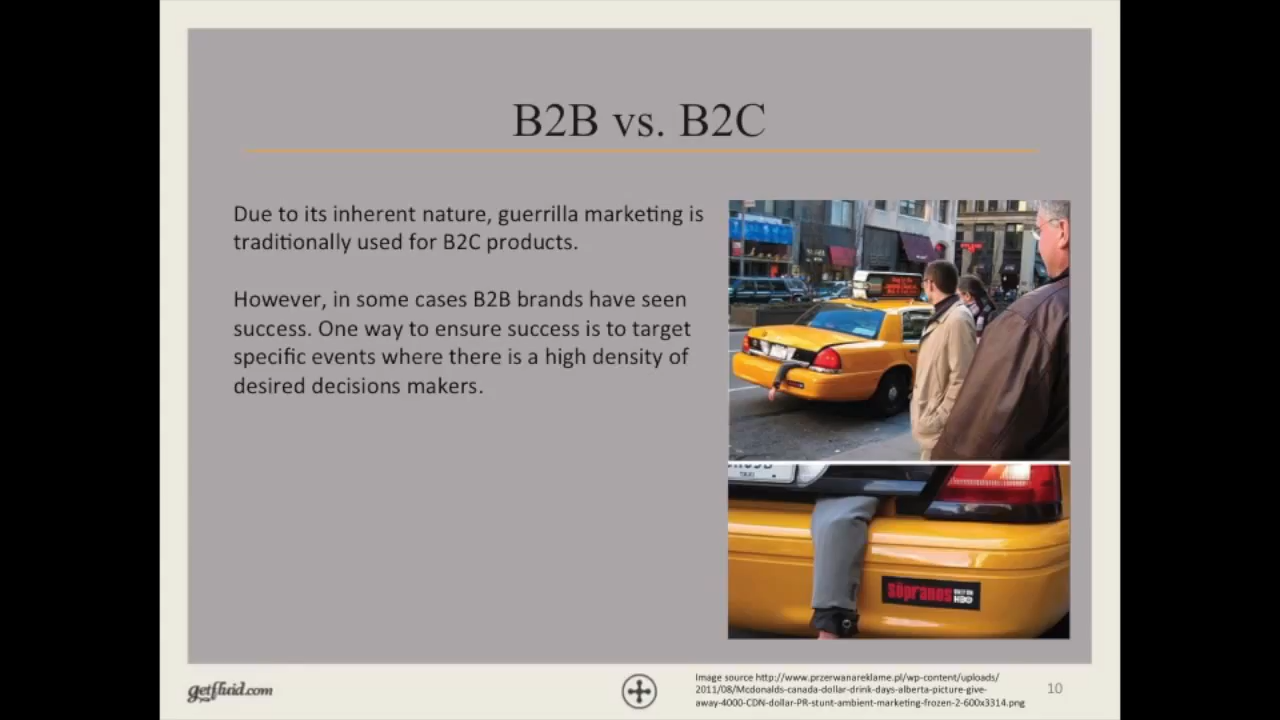 B2B vs. B2C
Due to its inherent nature, guerrilla marketing is
traditionally used for B2C products.
However, in some cases B2B brands have seen
success. One way to ensure success is to target
specific events where there is a high density of
desired decisions makers.
Sopranos
ONLY ON
HBO
getfluid.com
Image source http://www.przerwanareklame.pl/wp-content/uploads/
2011/08/Mcdonalds-canada-dollar-drink-days-alberta-picture-give-
away-4000-CDN-dollar-PR-stunt-ambient-marketing-frozen-2-600x3314.png
10